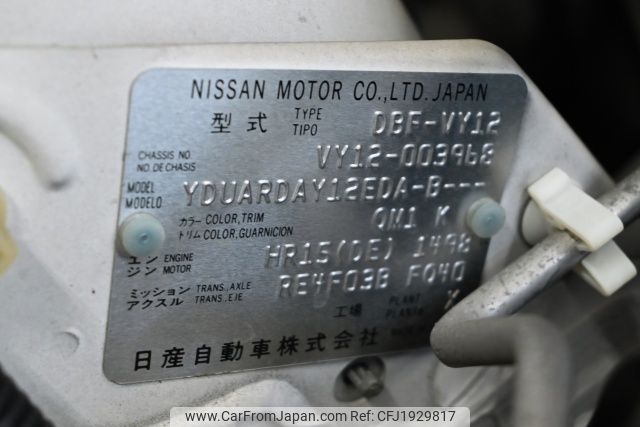 NISSAN MOTOR CO.,LTD.JAPAN
型式 TYPE TIPO DBF-VY12
CHASSIS NO. NO.DE CHASIS VY12-003968
MODEL MODELO YDUARDAY12EDA-B---
カラー COLOR,TRIM トリム COLOR,GUARNICION QM1 K
エンジン ENGINE MOTOR HR15(DE) 1498
ミッション TRANS.,AXLE アクスル TRANS.,EJE RE4F03B F040
工場 PLANT PLANTA
日産自動車株式会社
www.CarFromJapan.com - Ref:CFJ1929817